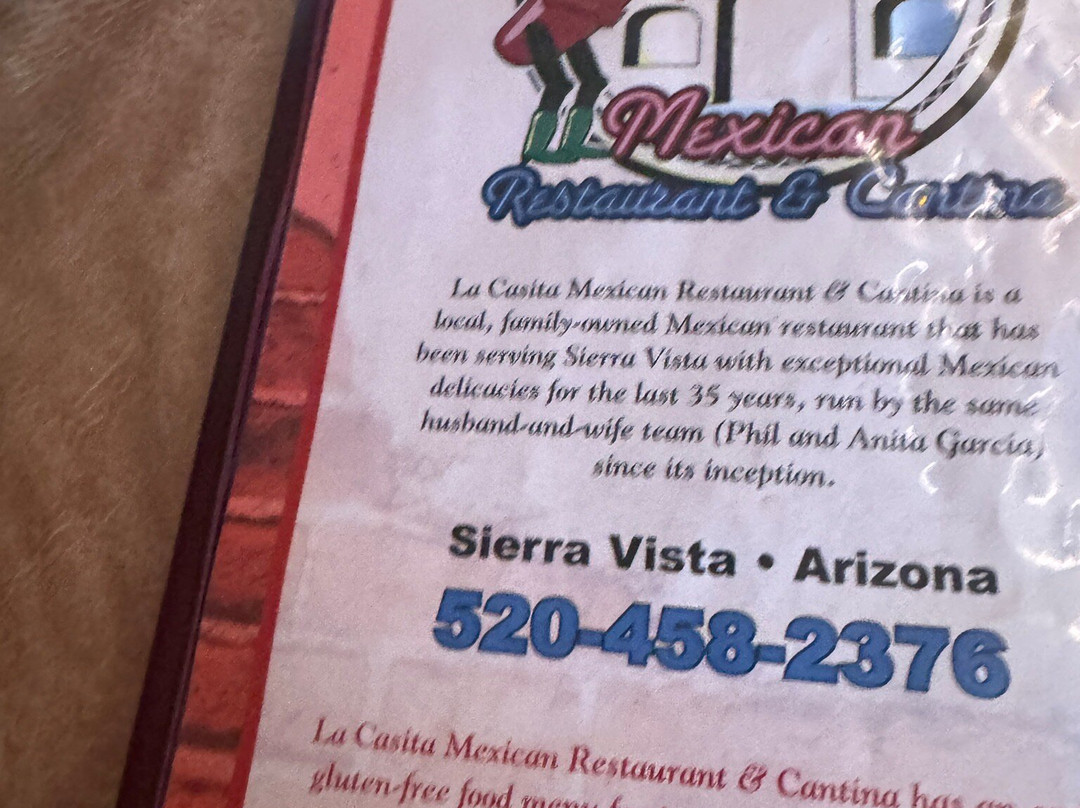 Mexican
Restaurant & Cantina
La Casita Mexican Restaurant & Cantina is a
local, family-owned Mexican restaurant that has
been serving Sierra Vista with exceptional Mexican
delicacies for the last 35 years, run by the same
husband-and-wife team (Phil and Anita Garcia)
since its inception.
Sierra Vista • Arizona
520-458-2376
La Casita Mexican Restaurant & Cantina has
gluten-free food menu